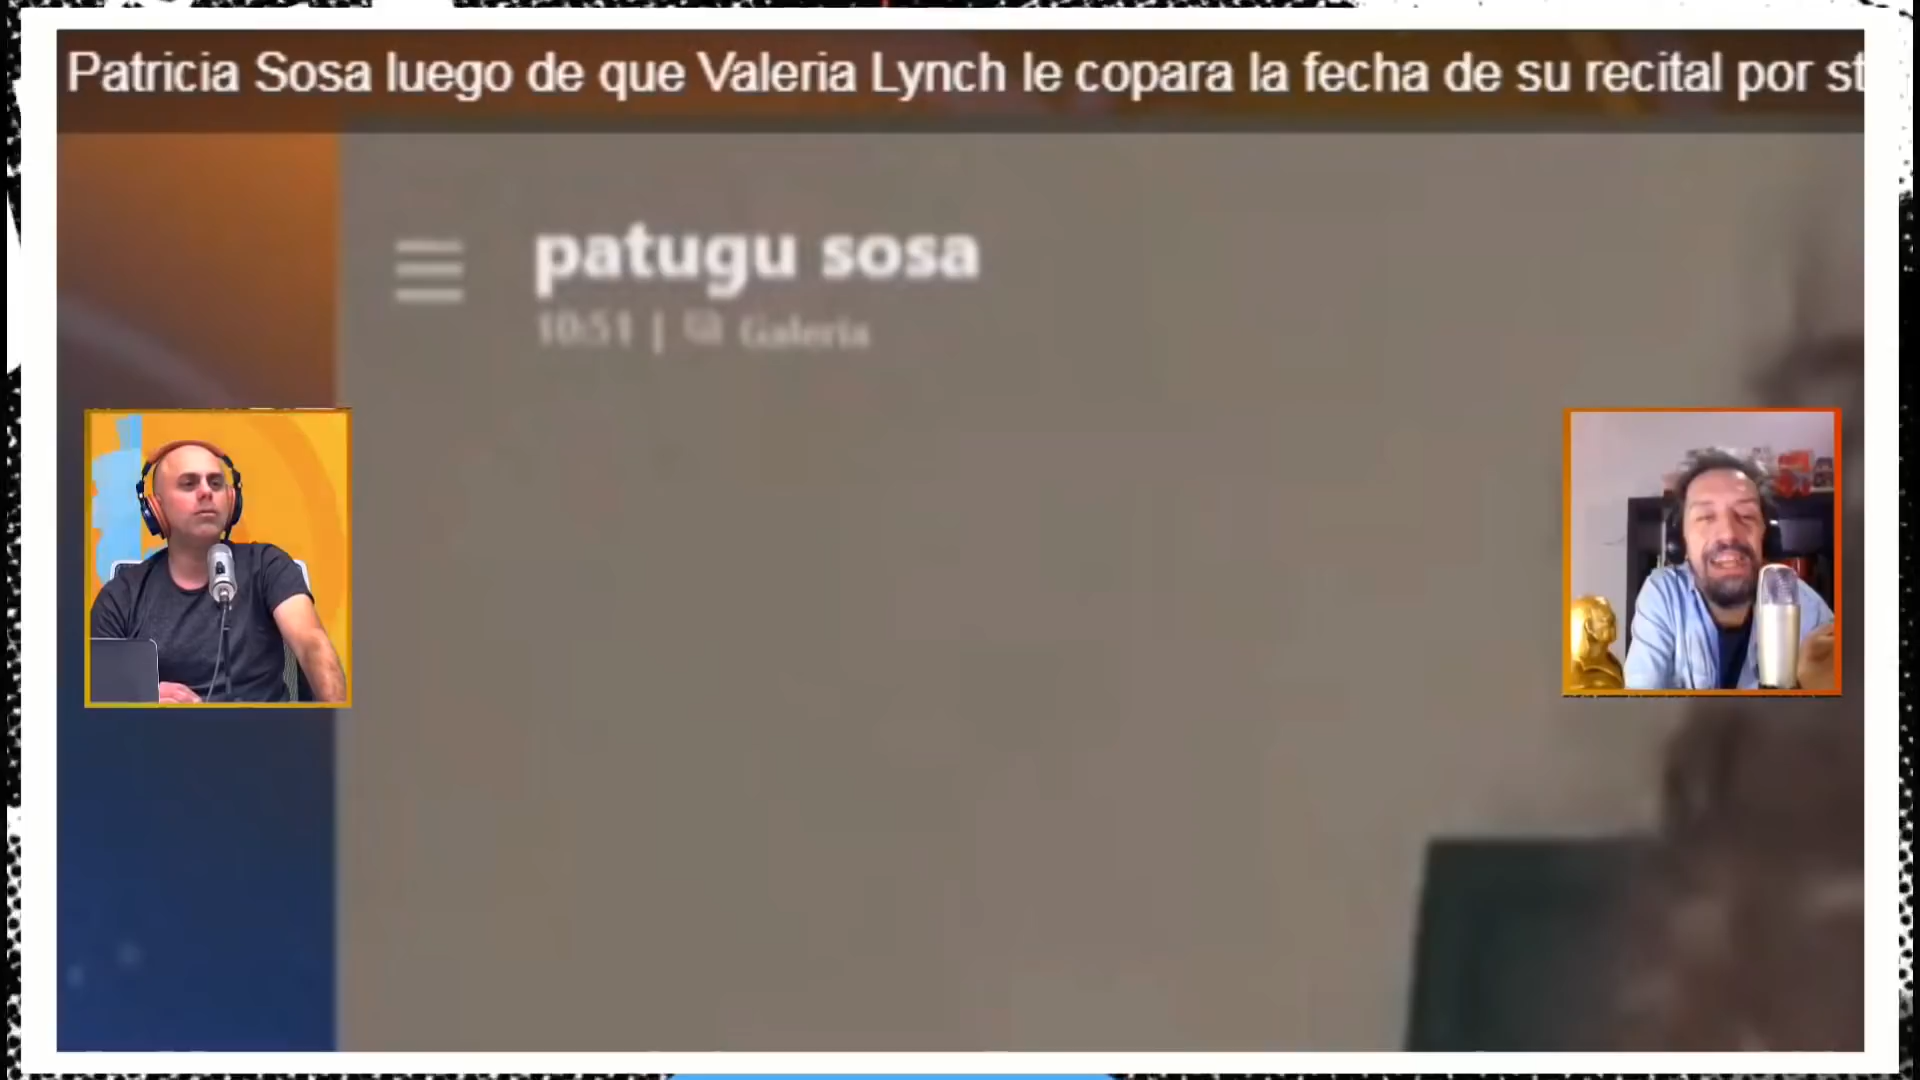 Patricia Sosa luego de que Valeria Lynch le copara la fecha de su recital por st
patugu sosa
10:51 | Galería